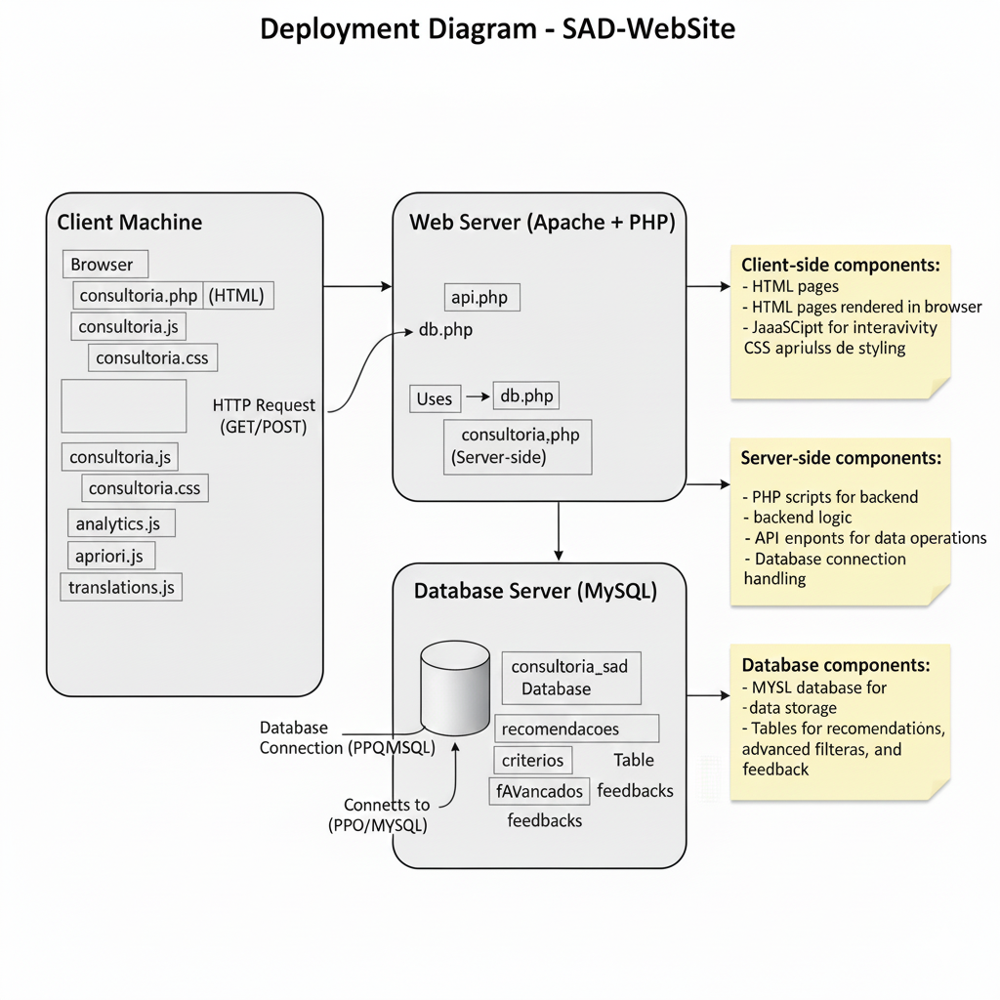 Deployment Diagram - SAD-WebSite
Client Machine
Browser
consultoria.php (HTML)
consultoria.js
consultoria.css
HTTP Request
(GET/POST)
consultoria.js
consultoria.css
analytics.js
apriori.js
translations.js
Web Server (Apache + PHP)
api.php
db.php
Uses
db.php
consultoria,php
(Server-side)
Database Server (MySQL)
consultoria_sad
Database
recomendacoes
criterios
Table
fAVancados
feedbacks
feedbacks
Database
Connection (PPQMSQL)
Connetts to
(PPO/MYSQL)
Client-side components:
- HTML pages
- HTML pages rendered in browser
- JaaaSCipt for interavivity
CSS apriulss de styling
Server-side components:
- PHP scripts for backend
- backend logic
- API enponts for data operations
- Database connection
handling
Database components:
- MYSL database for
- data storage
- Tables for recomendations,
advanced filteras, and
feedback